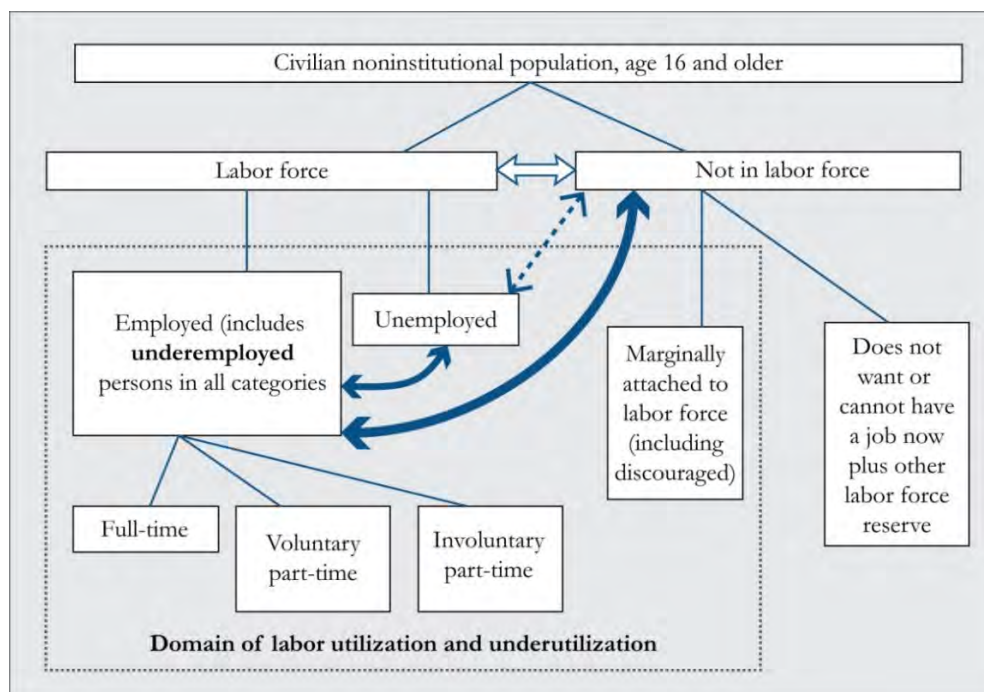 Civilian noninstitutional population, age 16 and older
Labor force
Not in labor force
Employed (includes
underemployed
persons in all categories
Unemployed
Marginally
attached to
labor force
(including
discouraged)
Does not
want or
cannot have
a job now
plus other
labor force
reserve
Full-time
Voluntary
part-time
Involuntary
part-time
Domain of labor utilization and underutilization